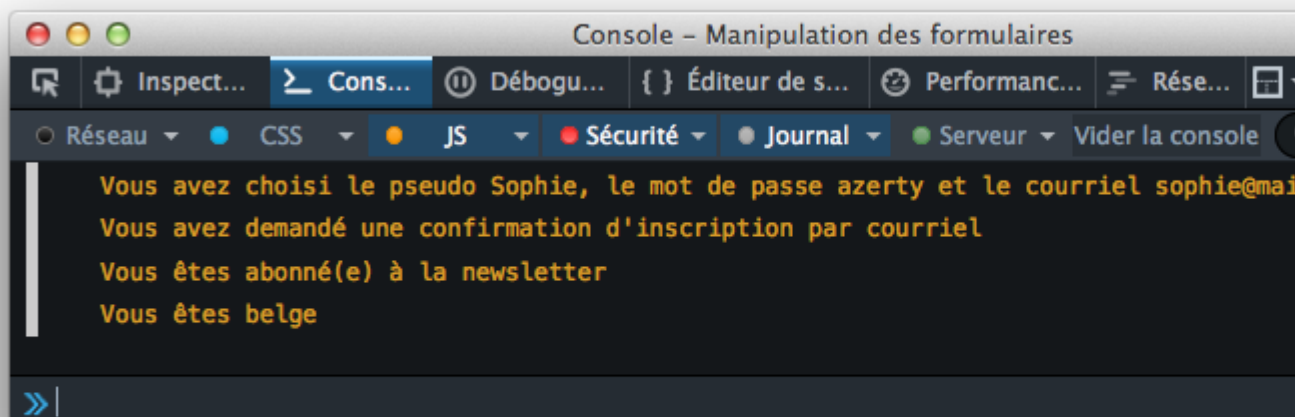 Console – Manipulation des formulaires
Inspect... Cons... Débogu... { } Éditeur de s... Performanc... Rése...
Réseau CSS JS Sécurité Journal Serveur Vider la console
Vous avez choisi le pseudo Sophie, le mot de passe azerty et le courriel sophie@mai
Vous avez demandé une confirmation d'inscription par courriel
Vous êtes abonné(e) à la newsletter
Vous êtes belge